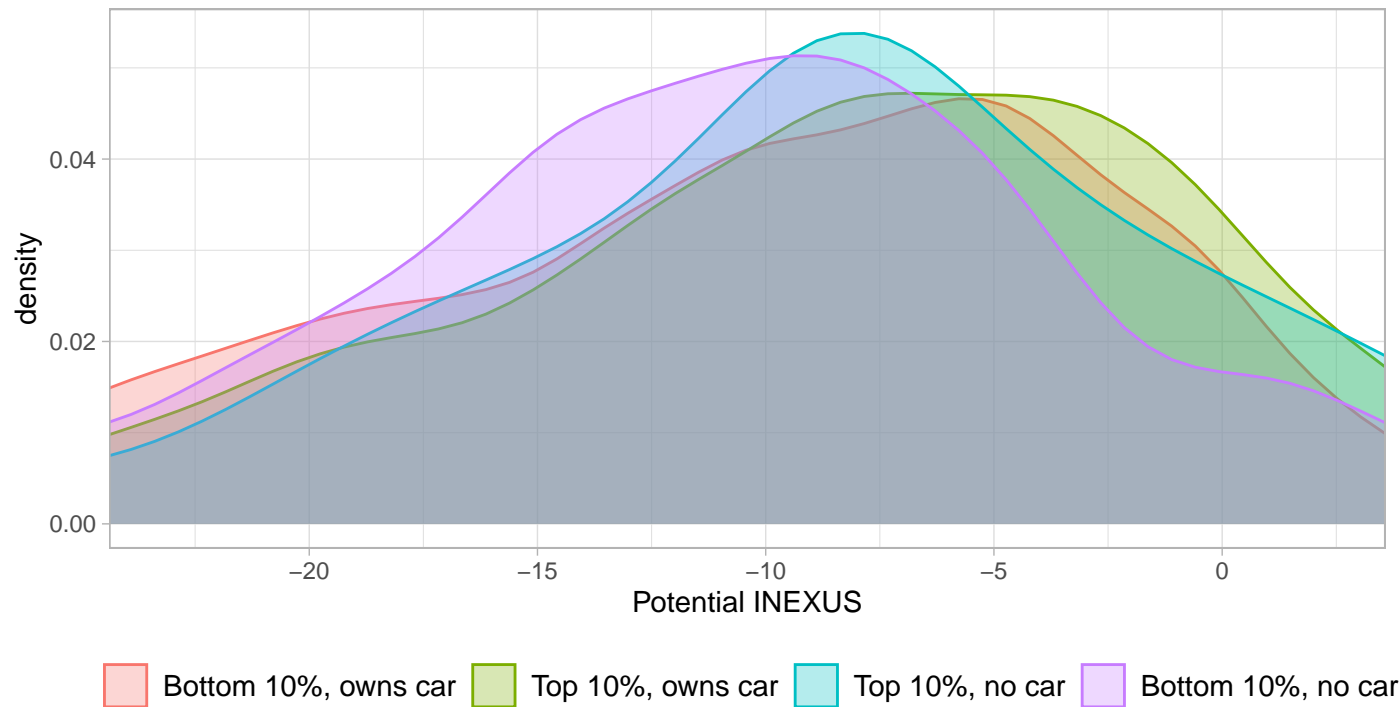 density
0.04
0.02
0.00
−20 −15 −10 −5 0
Potential INEXUS
Bottom 10%, owns car Top 10%, owns car Top 10%, no car Bottom 10%, no car